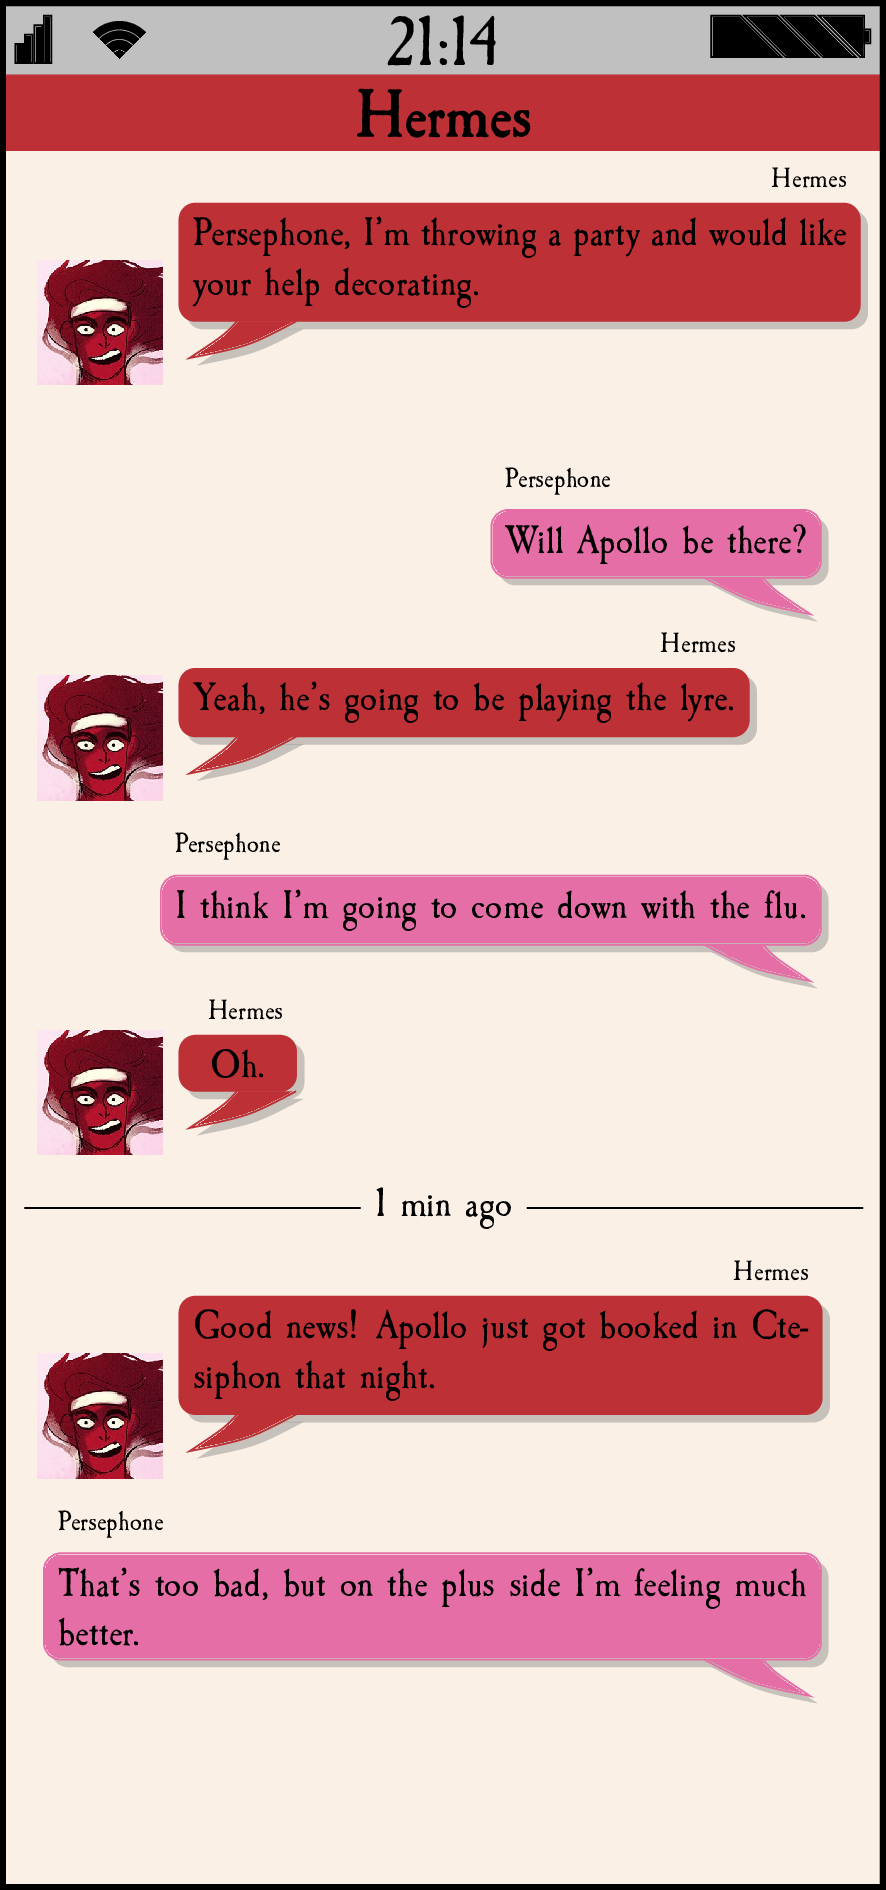 21:14
Hermes
Hermes
Persephone, I'm throwing a party and would like
your help decorating.
Persephone
Will Apollo be there?
Hermes
Yeah, he's going to be playing the lyre.
Persephone
I think I'm going to come down with the flu.
Hermes
Oh.
1 min ago
Hermes
Good news! Apollo just got booked in Cte-
siphon that night.
Persephone
That's too bad, but on the plus side I'm feeling much
better.